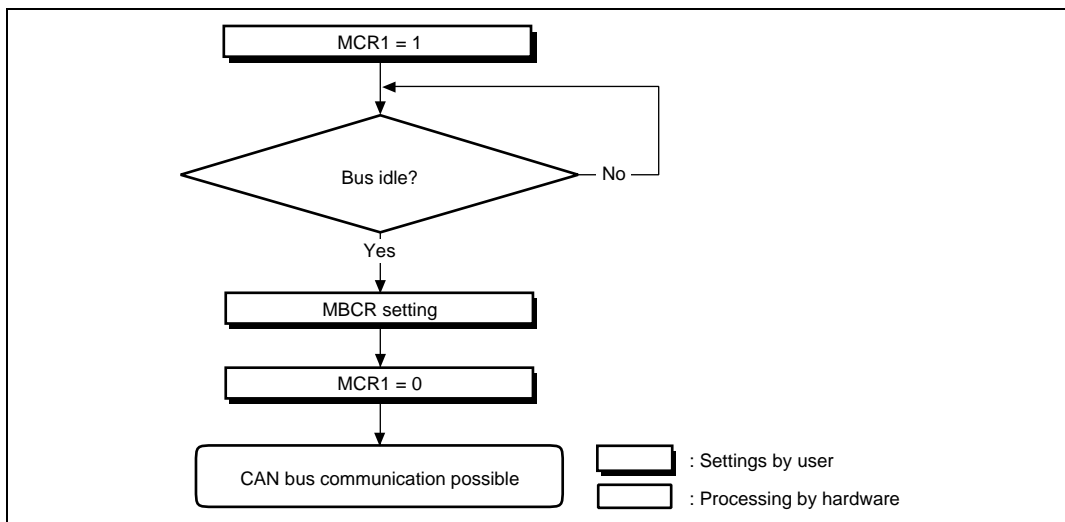 MCR1 = 1
Bus idle?
No
Yes
MBCR setting
MCR1 = 0
CAN bus communication possible
: Settings by user
: Processing by hardware